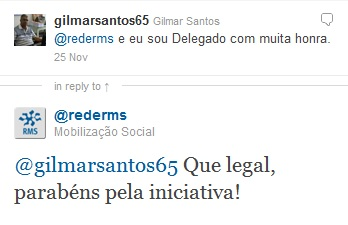 gilmarsantos65 Gilmar Santos
@rederms e eu sou Delegado com muita honra.
25 Nov
in reply to ↑
@rederms
Mobilização Social
RMS
@gilmarsantos65 Que legal,
parabéns pela iniciativa!